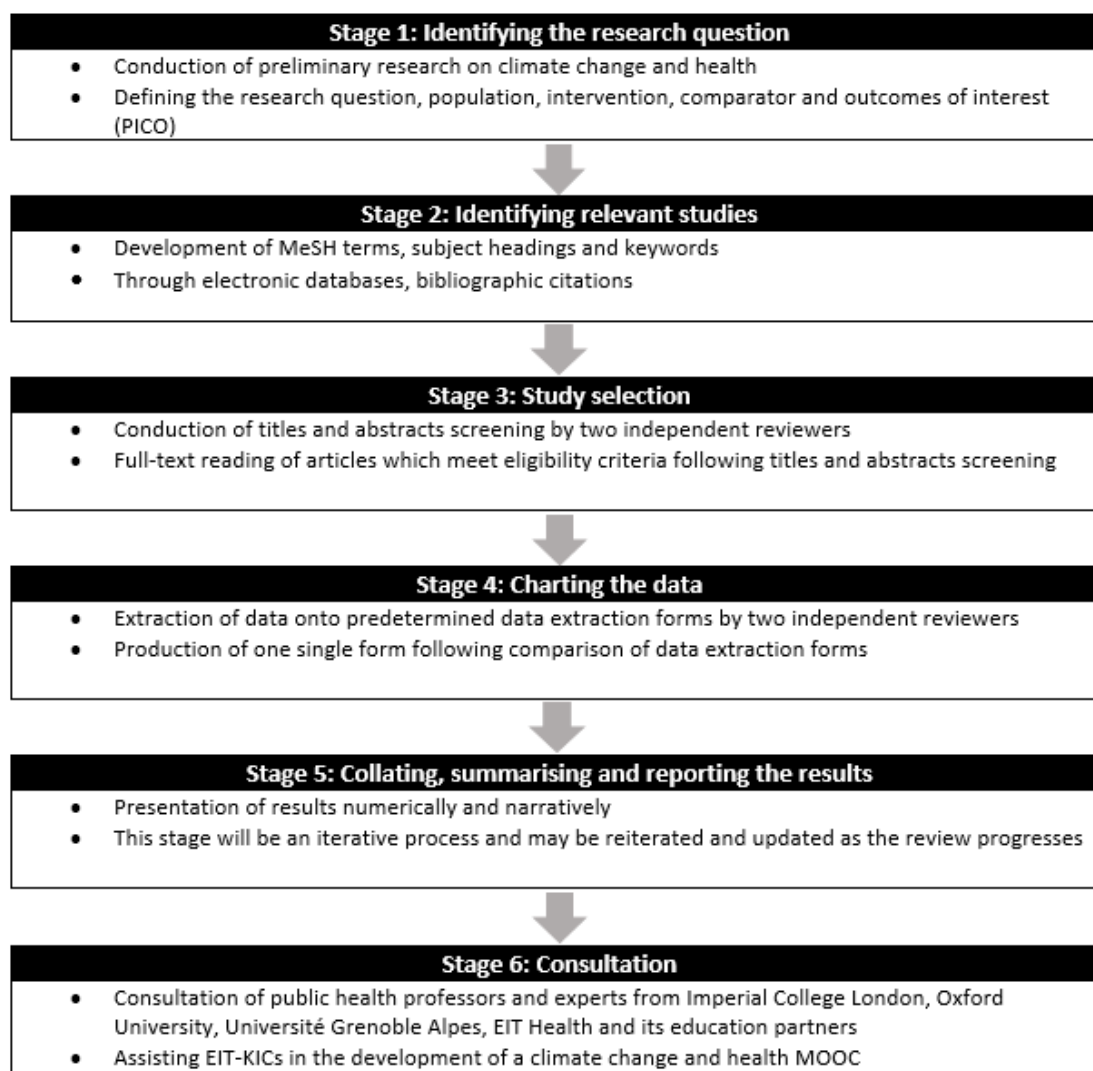 Stage 1: Identifying the research question
• Conduction of preliminary research on climate change and health
• Defining the research question, population, intervention, comparator and outcomes of interest
(PICO)
Stage 2: Identifying relevant studies
• Development of MeSH terms, subject headings and keywords
• Through electronic databases, bibliographic citations
Stage 3: Study selection
• Conduction of titles and abstracts screening by two independent reviewers
• Full-text reading of articles which meet eligibility criteria following titles and abstracts screening
Stage 4: Charting the data
• Extraction of data onto predetermined data extraction forms by two independent reviewers
• Production of one single form following comparison of data extraction forms
Stage 5: Collating, summarising and reporting the results
• Presentation of results numerically and narratively
• This stage will be an iterative process and may be reiterated and updated as the review progresses
Stage 6: Consultation
• Consultation of public health professors and experts from Imperial College London, Oxford
University, Université Grenoble Alpes, EIT Health and its education partners
• Assisting EIT-KICs in the development of a climate change and health MOOC